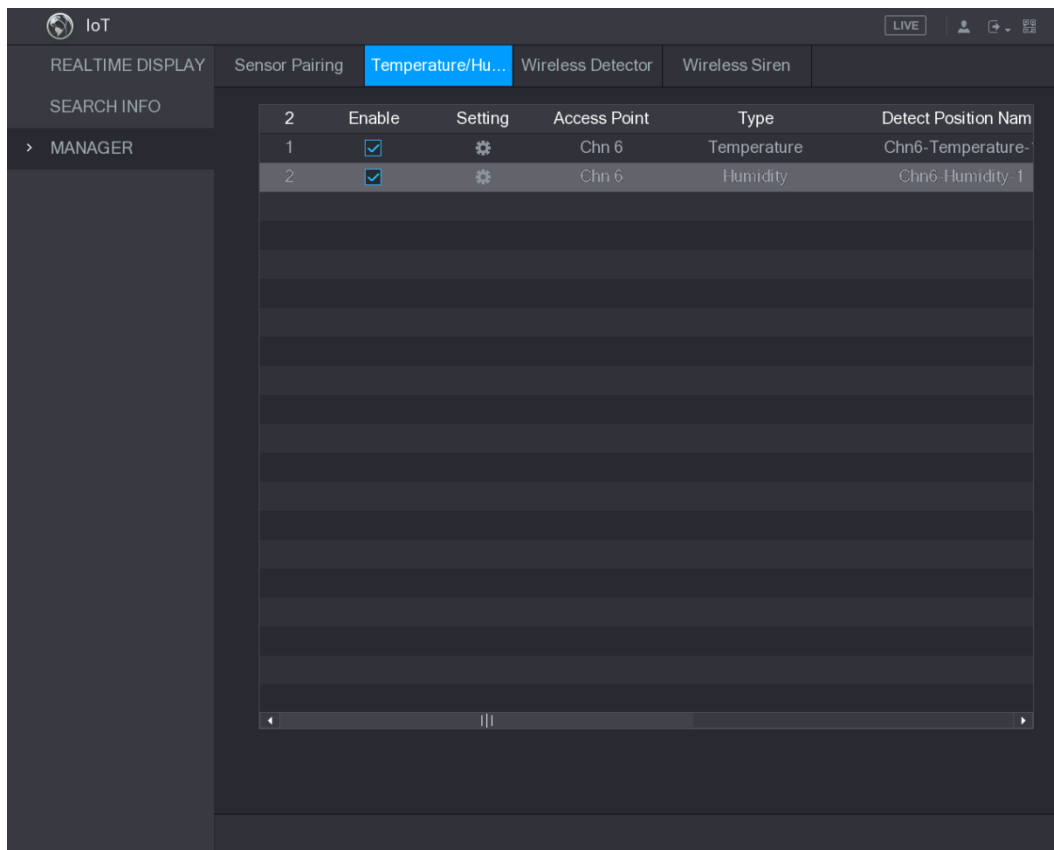 IoT
LIVE
REALTIME DISPLAY
SEARCH INFO
MANAGER
Sensor Pairing Temperature/Hu... Wireless Detector Wireless Siren
2 Enable Setting Access Point Type Detect Position Nam
1 Chn 6 Temperature Chn6-Temperature-
2 Chn 6 Humidity Chn6-Humidity-1